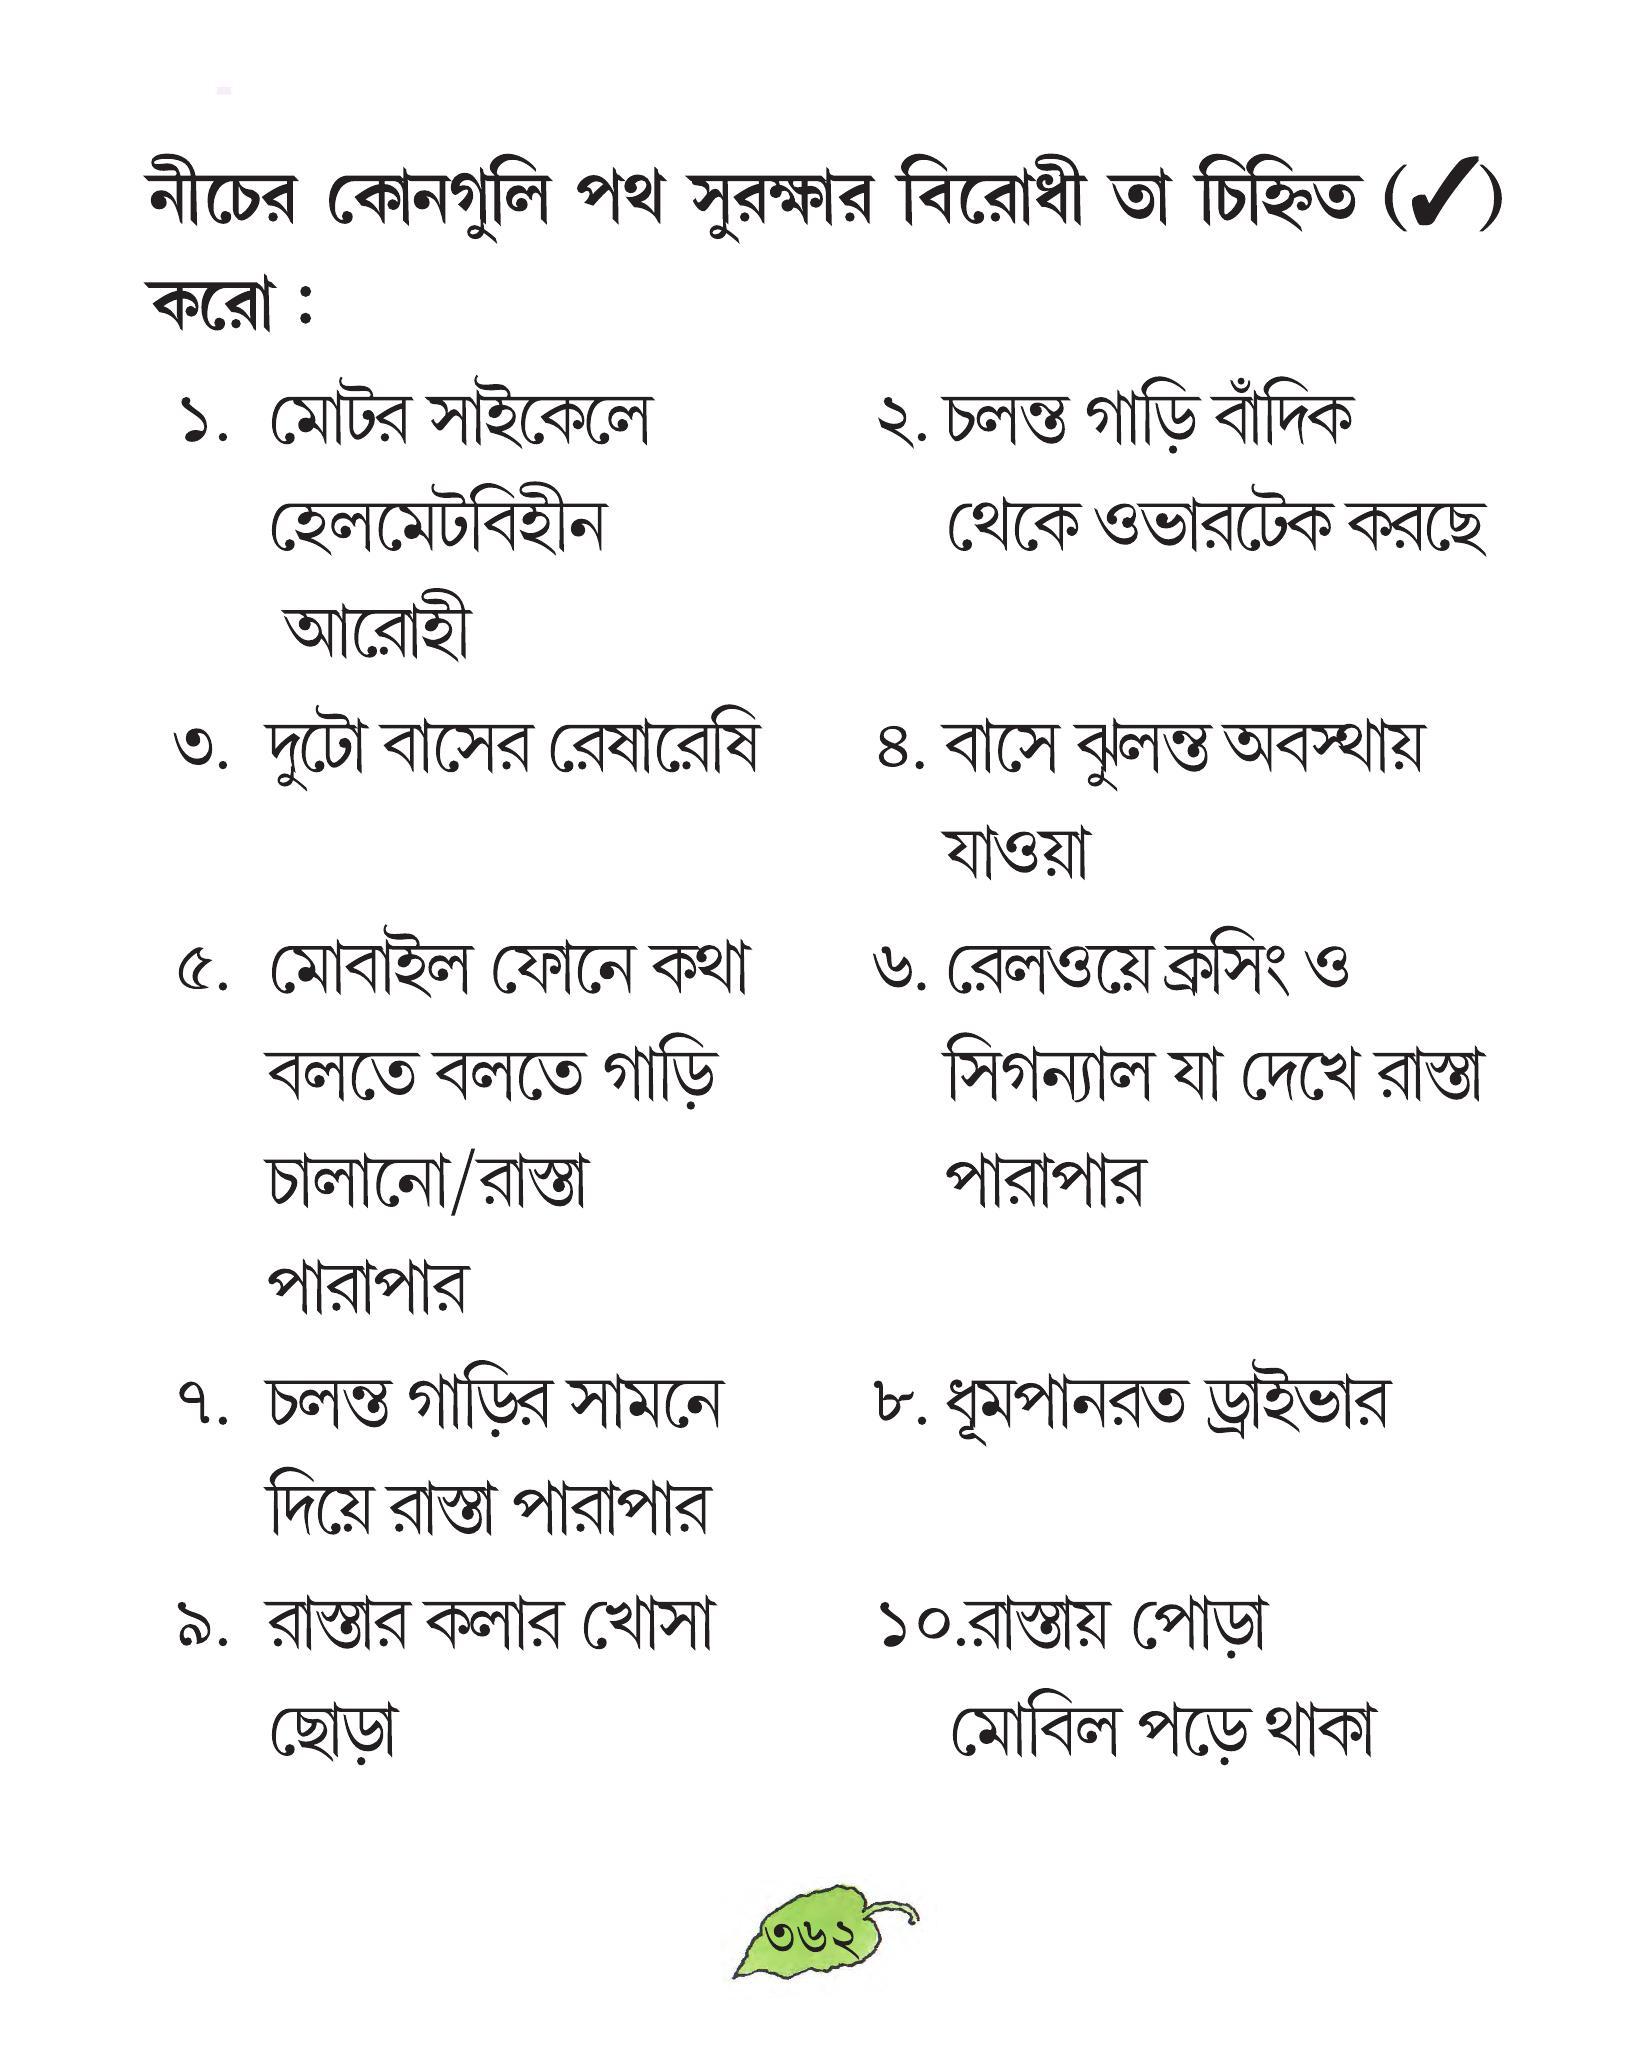 নীচের কোনগুলি পথ সুরক্ষার বিরোধী তা চিহ্নিত (✔)
করো :
১. মোটর সাইকেলে
হেলমেটবিহীন
আরোহী
২. চলন্ত গাড়ি বাঁদিক
থেকে ওভারটেক করছে
৩. দুটো বাসের রেষারেষি
৪. বাসে ঝুলন্ত অবস্থায়
যাওয়া
৫. মোবাইল ফোনে কথা
বলতে বলতে গাড়ি
চালানো/রাস্তা
পারাপার
৬. রেলওয়ে ক্রসিং ও
সিগন্যাল যা দেখে রাস্তা
পারাপার
৭. চলন্ত গাড়ির সামনে
দিয়ে রাস্তা পারাপার
৮. ধূমপানরত ড্রাইভার
৯. রাস্তার কলার খোসা
ছোড়া
১০.রাস্তায় পোড়া
মোবিল পড়ে থাকা
৩৬২